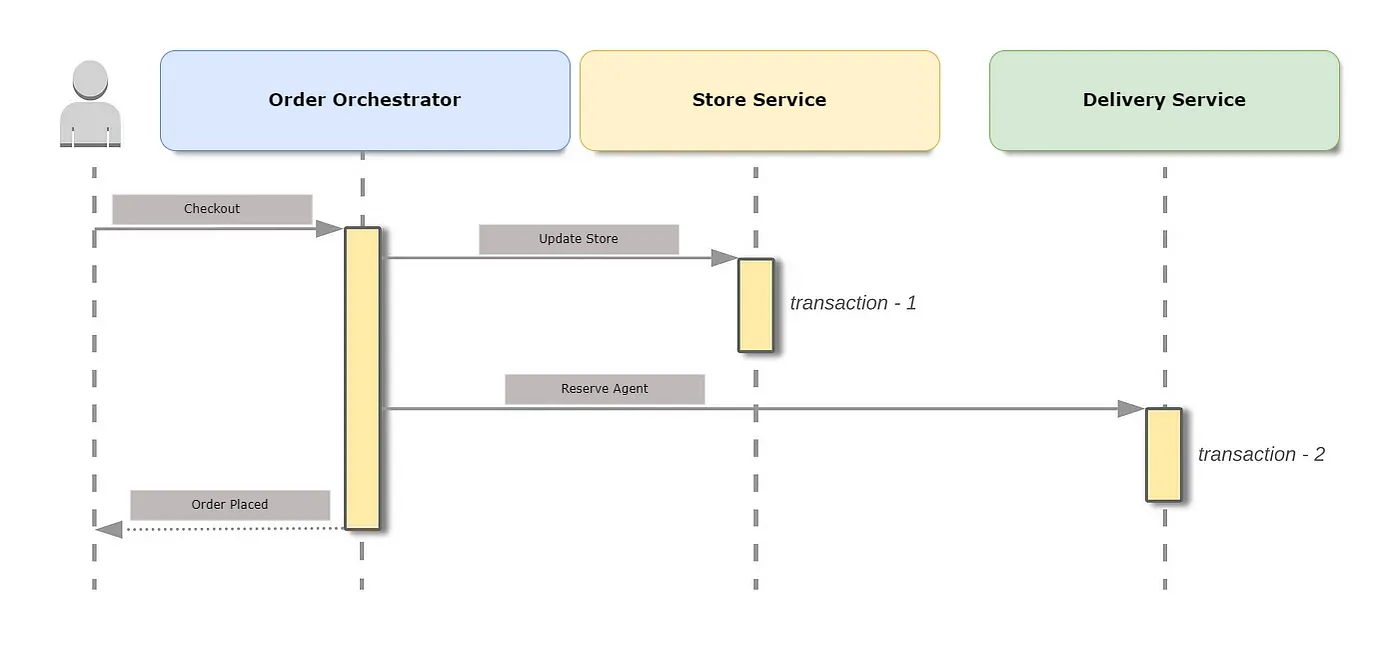 Order Orchestrator
Store Service
Delivery Service
Checkout
Update Store
transaction - 1
Reserve Agent
transaction - 2
Order Placed